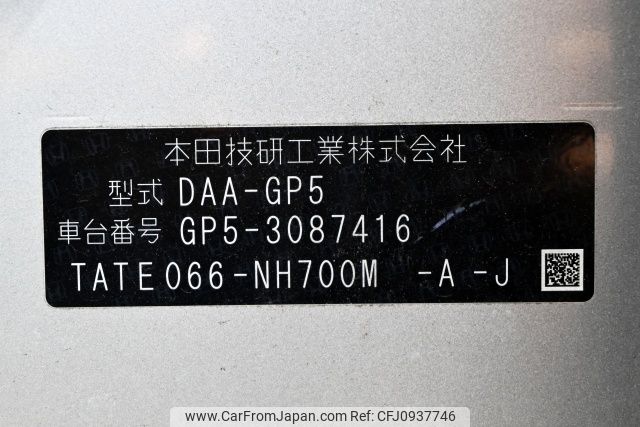 本田技研工業株式会社
型式 DAA-GP5
車台番号 GP5-3087416
TATE066-NH700M -A -J
www.CarFromJapan.com Ref: CFJ0937746